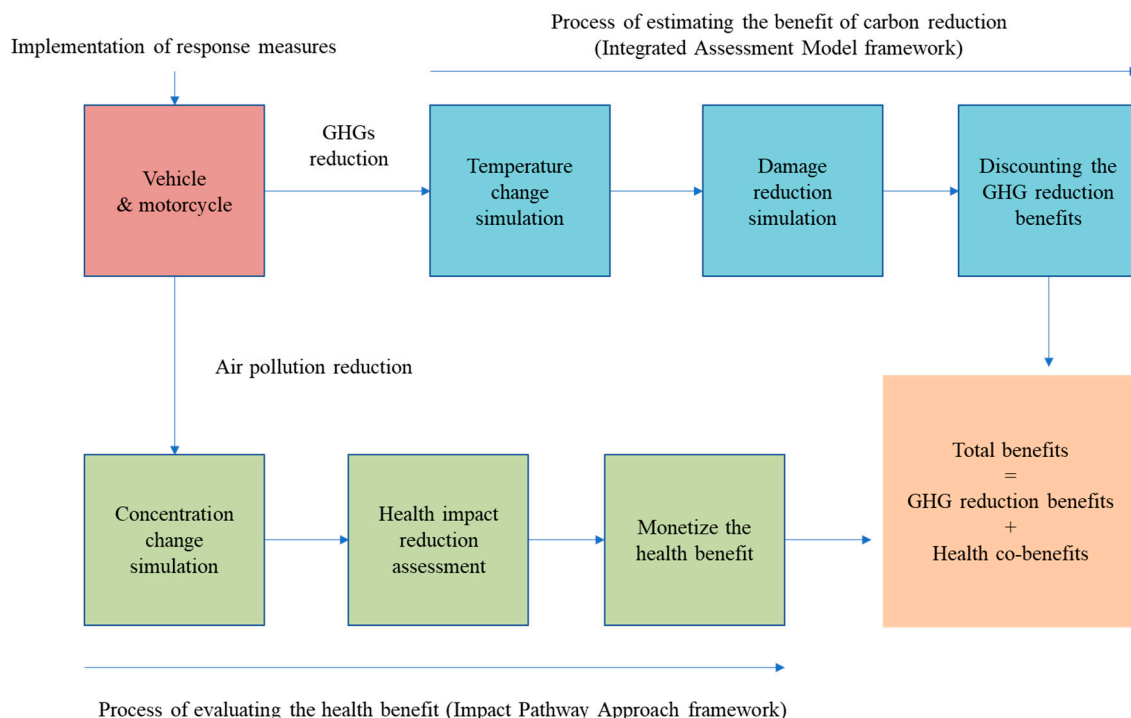 Process of estimating the benefit of carbon reduction
(Integrated Assessment Model framework)
Implementation of response measures
Vehicle
& motorcycle
GHGs
reduction
Temperature
change
simulation
Damage
reduction
simulation
Discounting the
GHG reduction
benefits
Air pollution reduction
Concentration
change
simulation
Health impact
reduction
assessment
Monetize the
health benefit
Total benefits
=
GHG reduction benefits
+
Health co-benefits
Process of evaluating the health benefit (Impact Pathway Approach framework)